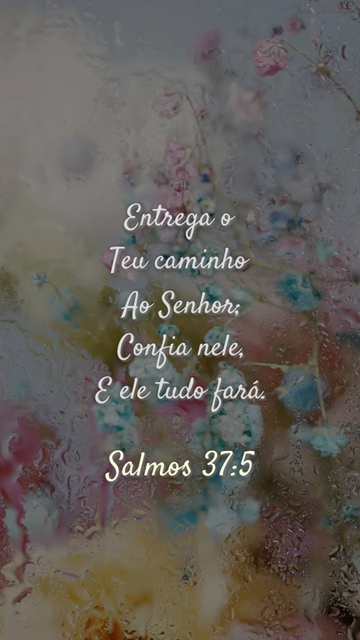 Entrega o
Teu caminho
Ao Senhor;
Confia nele,
E ele tudo fará.
Salmos 37:5